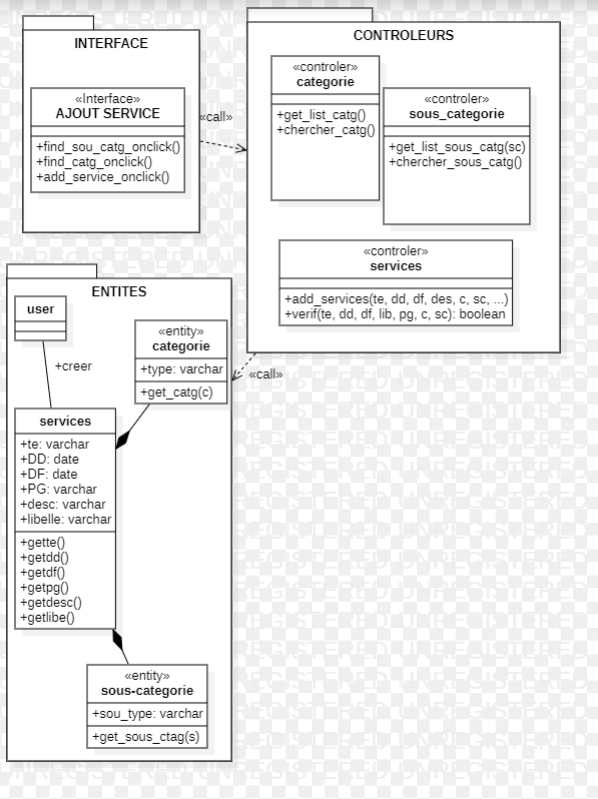 INTERFACE
«Interface»
AJOUT SERVICE
+find_sou_catg_onclick()
+find_catg_onclick()
+add_service_onclick()
«call»
CONTROLEURS
«controler»
categorie
+get_list_catg()
+chercher_catg()
«controler»
sous_categorie
+get_list_sous_catg(sc)
+chercher_sous_catg()
«controler»
services
+add_services(te, dd, df, des, c, sc, ...)
+verif(te, dd, df, lib, pg, c, sc): boolean
«call»
ENTITES
user
+creer
«entity»
categorie
+type: varchar
+get_catg(c)
services
+te: varchar
+DD: date
+DF: date
+PG: varchar
+desc: varchar
+libelle: varchar
+gette()
+getdd()
+getdf()
+getpg()
+getdesc()
+getlibe()
«entity»
sous-categorie
+sou_type: varchar
+get_sous_ctag(s)